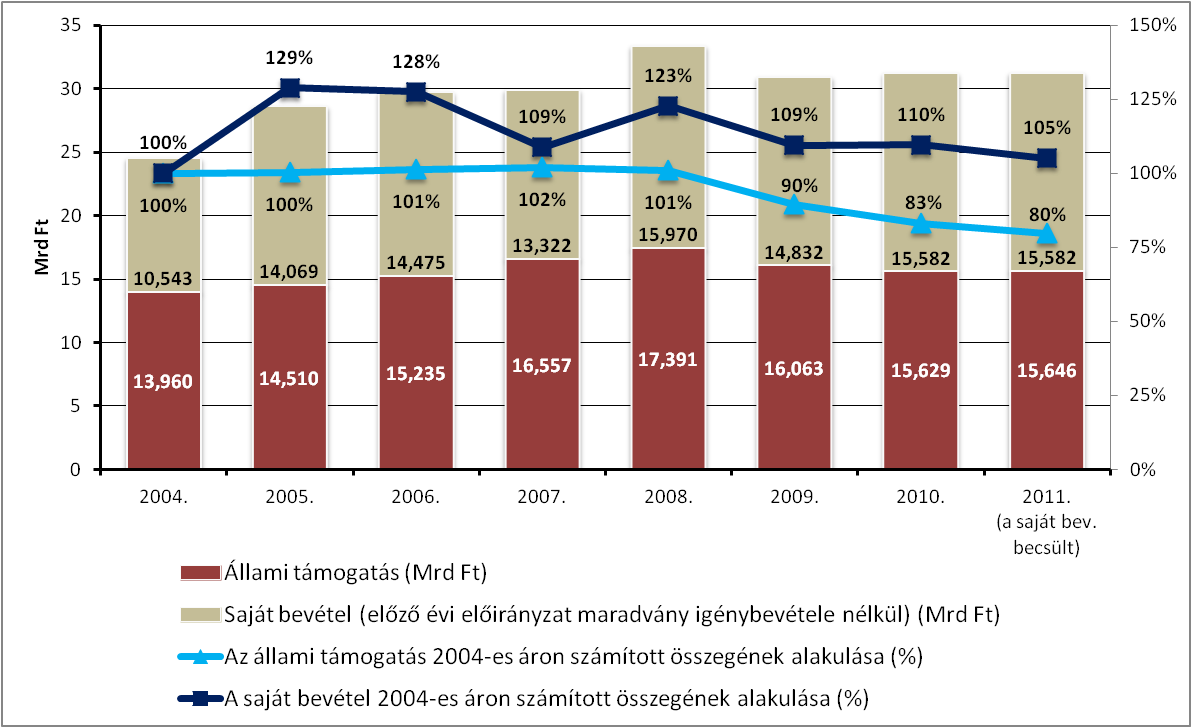 35
30
25
20
15
10
5
0
Mrd Ft
150%
125%
100%
75%
50%
25%
0%
100% 129% 128% 109% 123% 109% 110% 105%
100% 100% 101% 102% 101% 90% 83% 80%
10,543 14,069 14,475 13,322 15,970 14,832 15,582 15,582
13,960 14,510 15,235 16,557 17,391 16,063 15,629 15,646
2004. 2005. 2006. 2007. 2008. 2009. 2010. 2011.
(a saját bev.
becsült)
Állami támogatás (Mrd Ft)
Saját bevétel (előző évi előirányzat maradvány igénybevétele nélkül) (Mrd Ft)
Az állami támogatás 2004-es áron számított összegének alakulása (%)
A saját bevétel 2004-es áron számított összegének alakulása (%)